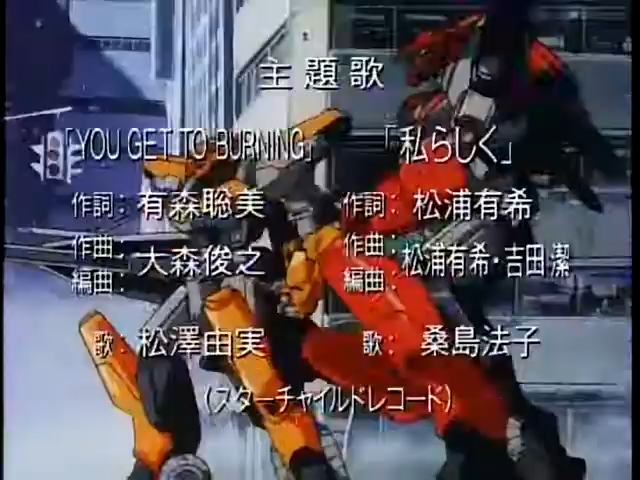 主題歌
「YOU GET TO BURNING」
作詞：有森聡美
作曲：
編曲：
大森俊之
歌：松澤由実
「私らしく」
作詞：松浦有希
作曲：
編曲：
松浦有希・吉田潔
歌：桑島法子
（スターチャイルドレコード）